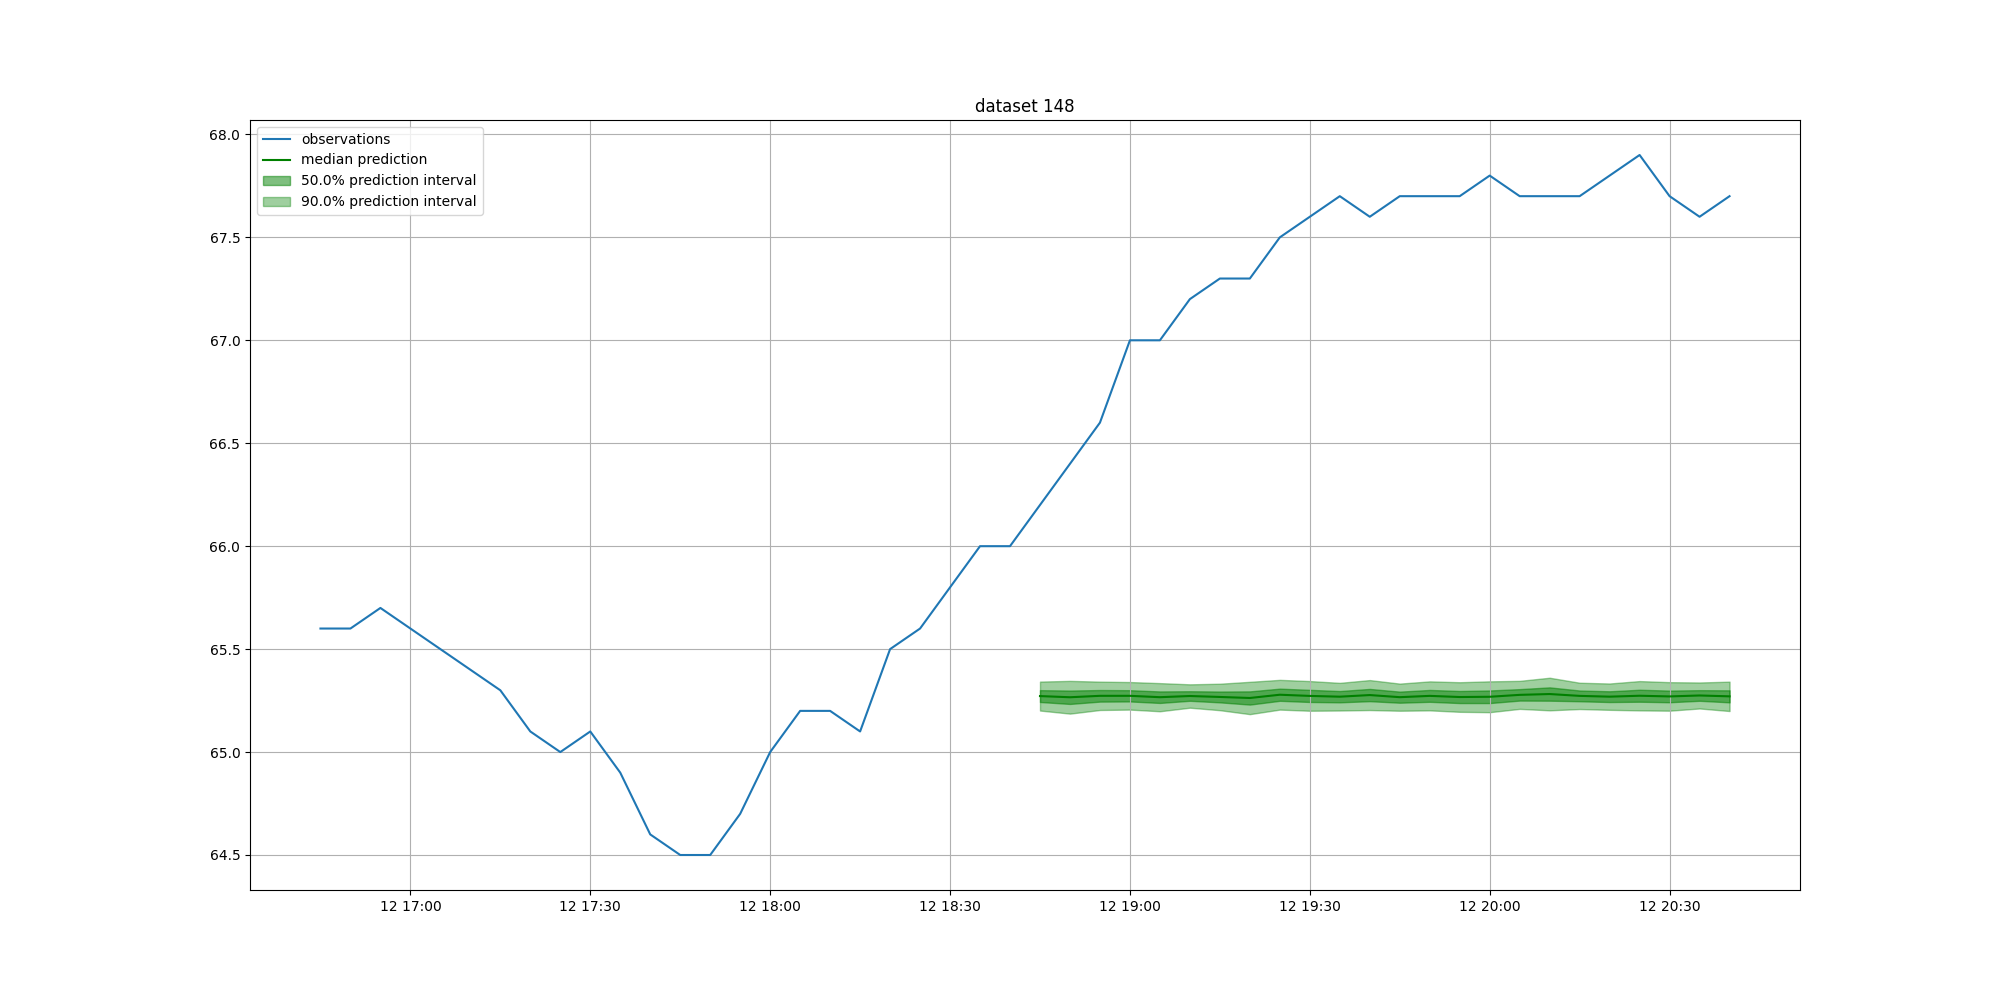 dataset 148
observations
median prediction
50.0% prediction interval
90.0% prediction interval
68.0
67.5
67.0
66.5
66.0
65.5
65.0
64.5
12 17:00 12 17:30 12 18:00 12 18:30 12 19:00 12 19:30 12 20:00 12 20:30